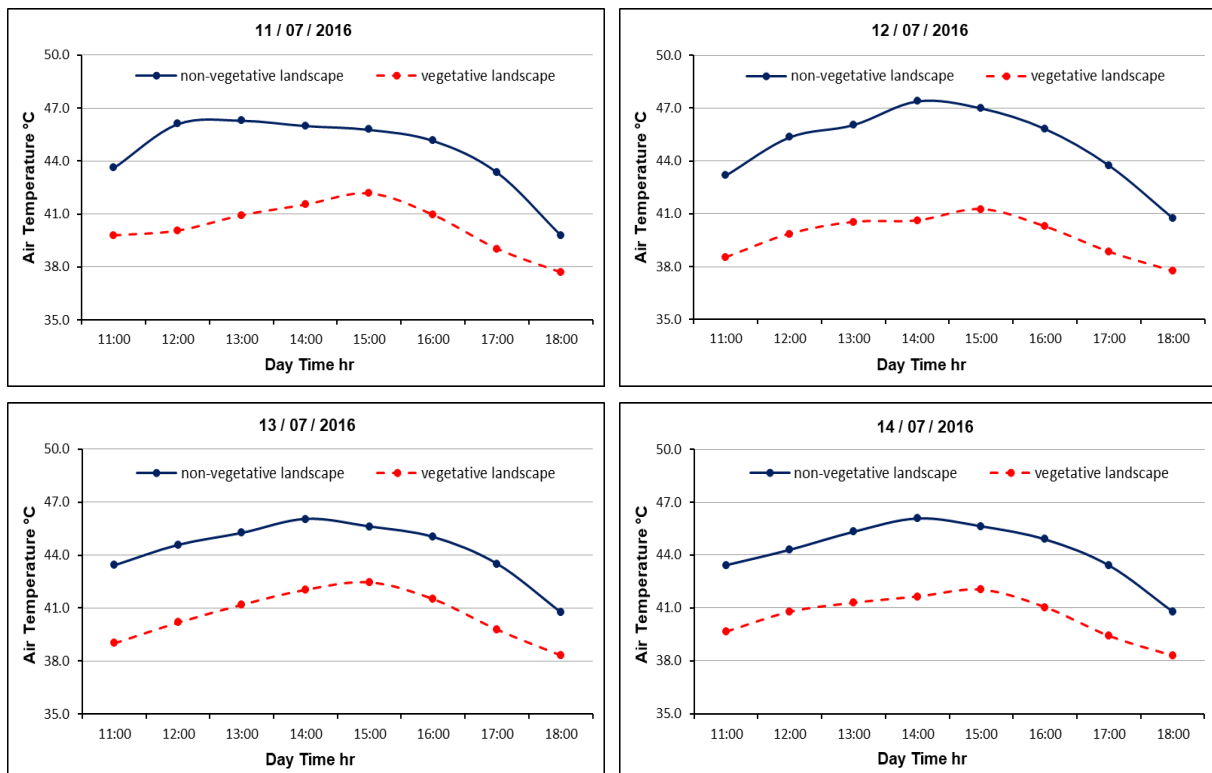 11 / 07 / 2016
50.0
non-vegetative landscape vegetative landscape
47.0
44.0
41.0
38.0
35.0
Air Temperature °C
11:00 12:00 13:00 14:00 15:00 16:00 17:00 18:00
Day Time hr
12 / 07 / 2016
50.0
non-vegetative landscape vegetative landscape
47.0
44.0
41.0
38.0
35.0
Air Temperature °C
11:00 12:00 13:00 14:00 15:00 16:00 17:00 18:00
Day Time hr
13 / 07 / 2016
50.0
non-vegetative landscape vegetative landscape
47.0
44.0
41.0
38.0
35.0
Air Temperature °C
11:00 12:00 13:00 14:00 15:00 16:00 17:00 18:00
Day Time hr
14 / 07 / 2016
50.0
non-vegetative landscape vegetative landscape
47.0
44.0
41.0
38.0
35.0
Air Temperature °C
11:00 12:00 13:00 14:00 15:00 16:00 17:00 18:00
Day Time hr